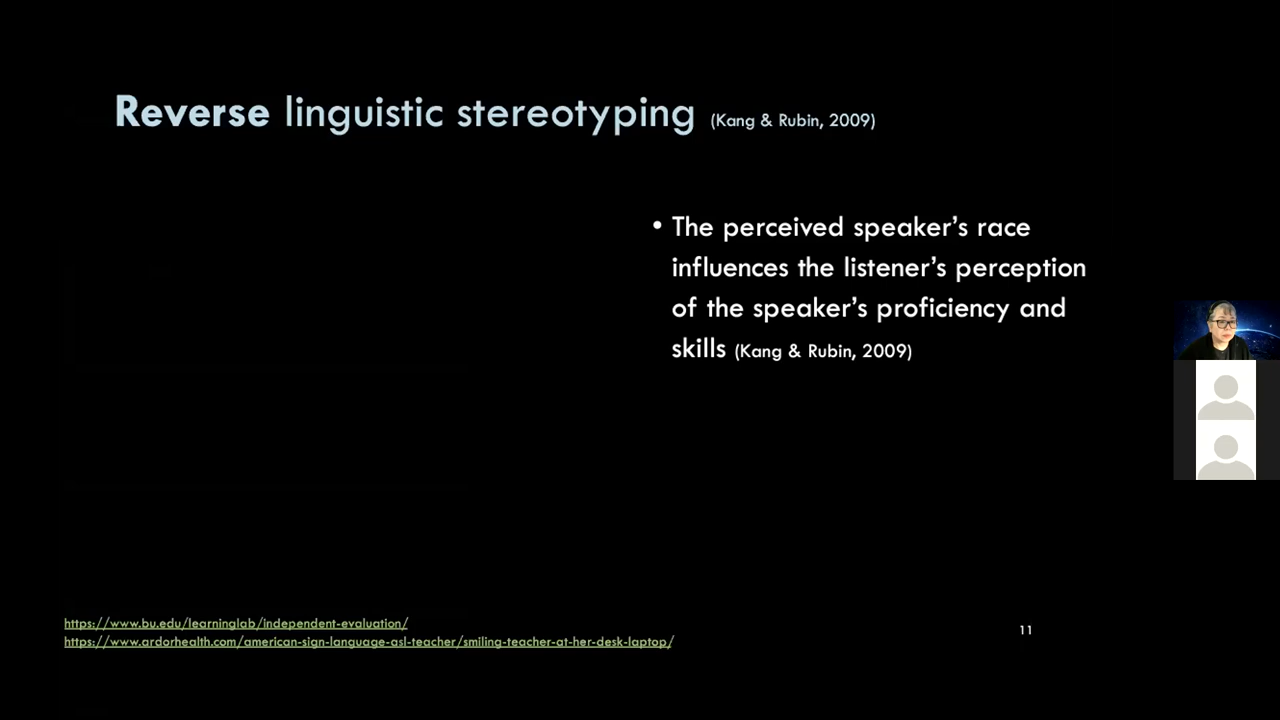 Reverse linguistic stereotyping (Kang & Rubin, 2009)
• The perceived speaker’s race
influences the listener’s perception
of the speaker’s proficiency and
skills (Kang & Rubin, 2009)
https://www.bu.edu/learninglab/independent-evaluation/
https://www.ardorhealth.com/american-sign-language-asl-teacher/smiling-teacher-at-her-desk-laptop/
11